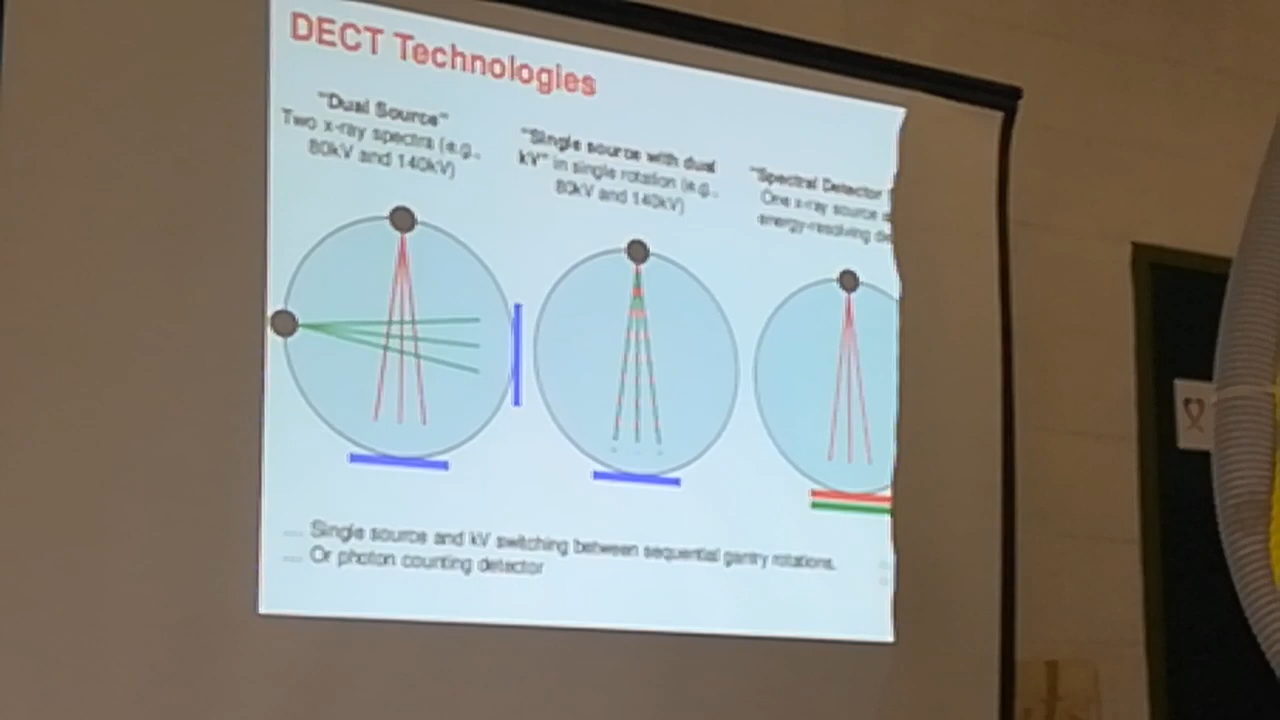 DECT Technologies
"Dual Source"
Two x-ray spectra (e.g.,
80kV and 140kV)
"Single source with dual
kV" in single rotation (e.g.,
80kV and 140kV)
"Spectral Detector
One x-ray source
energy-resolving de
Single source and kV switching between sequential gantry rotations.
Or photon counting detector